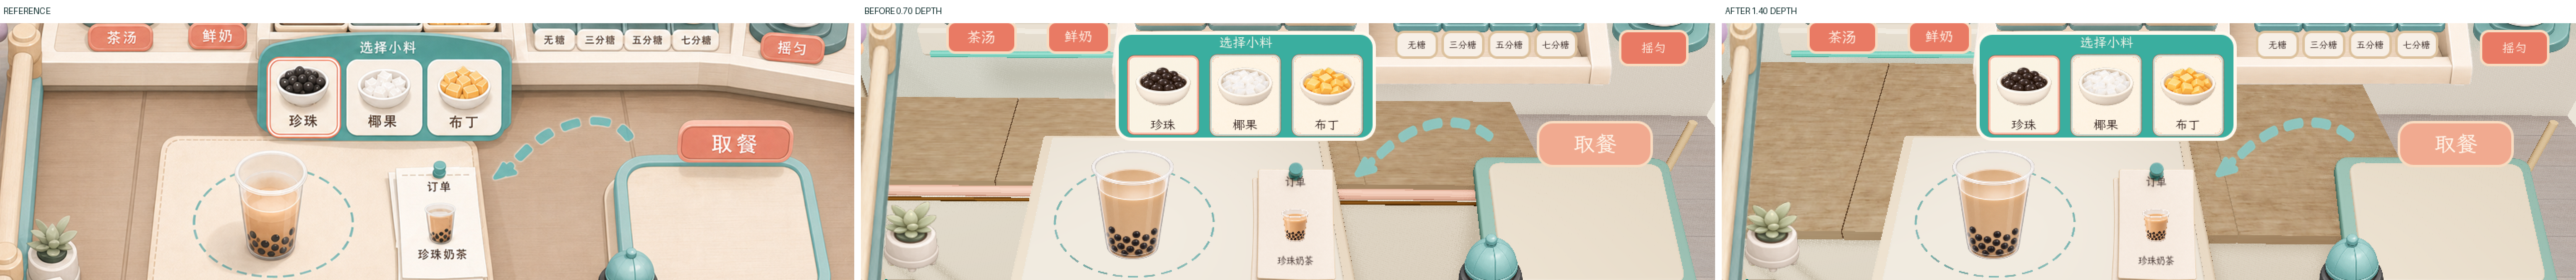 REFERENCE
茶汤
鲜奶
选择小料
无糖
三分糖
五分糖
七分糖
摇匀
珍珠
椰果
布丁
取餐
订单
珍珠奶茶
BEFORE 0.70 DEPTH
茶汤
鲜奶
选择小料
无糖
三分糖
五分糖
七分糖
摇匀
珍珠
椰果
布丁
取餐
订单
珍珠奶茶
AFTER 1.40 DEPTH
茶汤
鲜奶
选择小料
无糖
三分糖
五分糖
七分糖
摇匀
珍珠
椰果
布丁
取餐
订单
珍珠奶茶